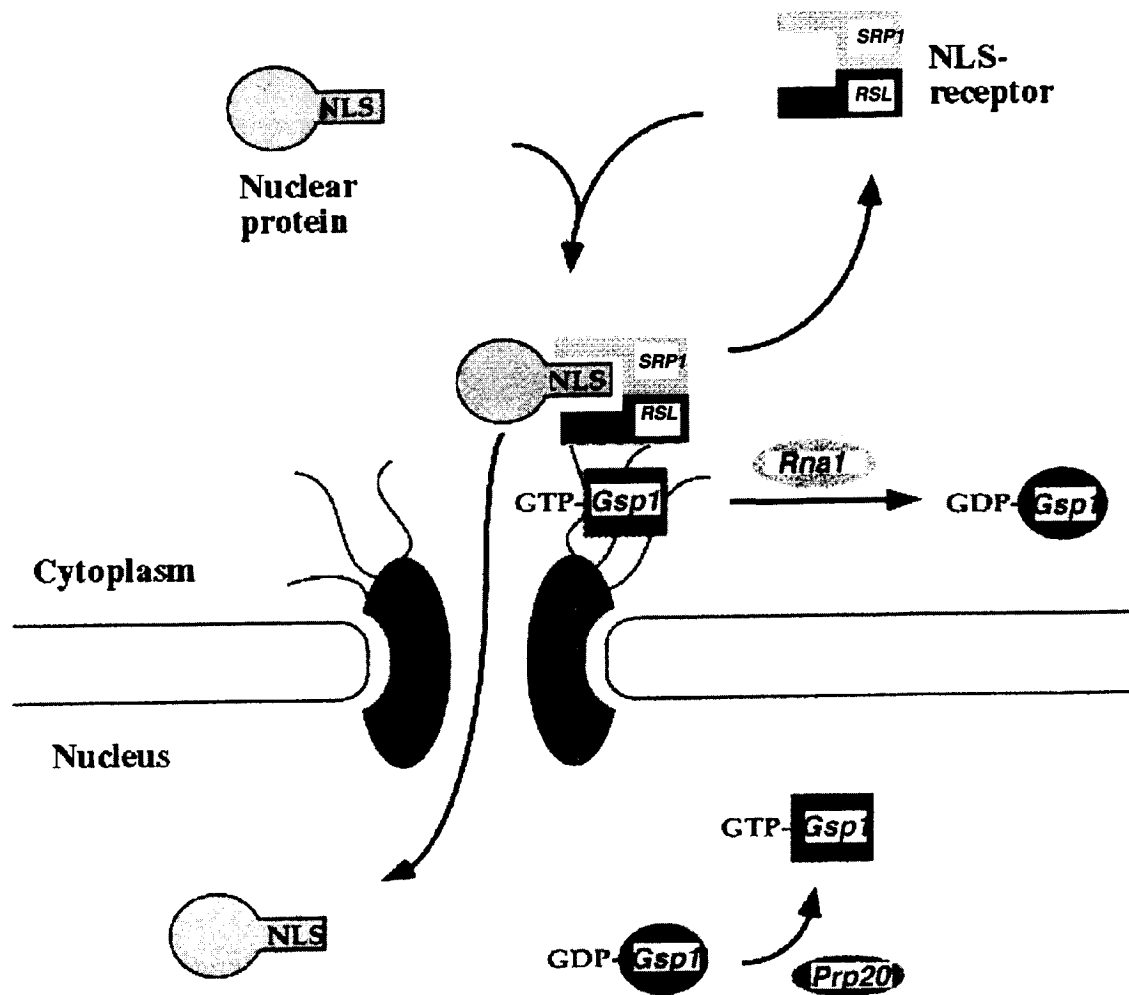 SRP1
RSL
NLS-
receptor
NLS
Nuclear
protein
NLS
SRP1
RSL
Rna1
GTP-Gsp1
GDP-Gsp1
Cytoplasm
Nucleus
GTP-Gsp1
NLS
GDP-Gsp1
Prp20